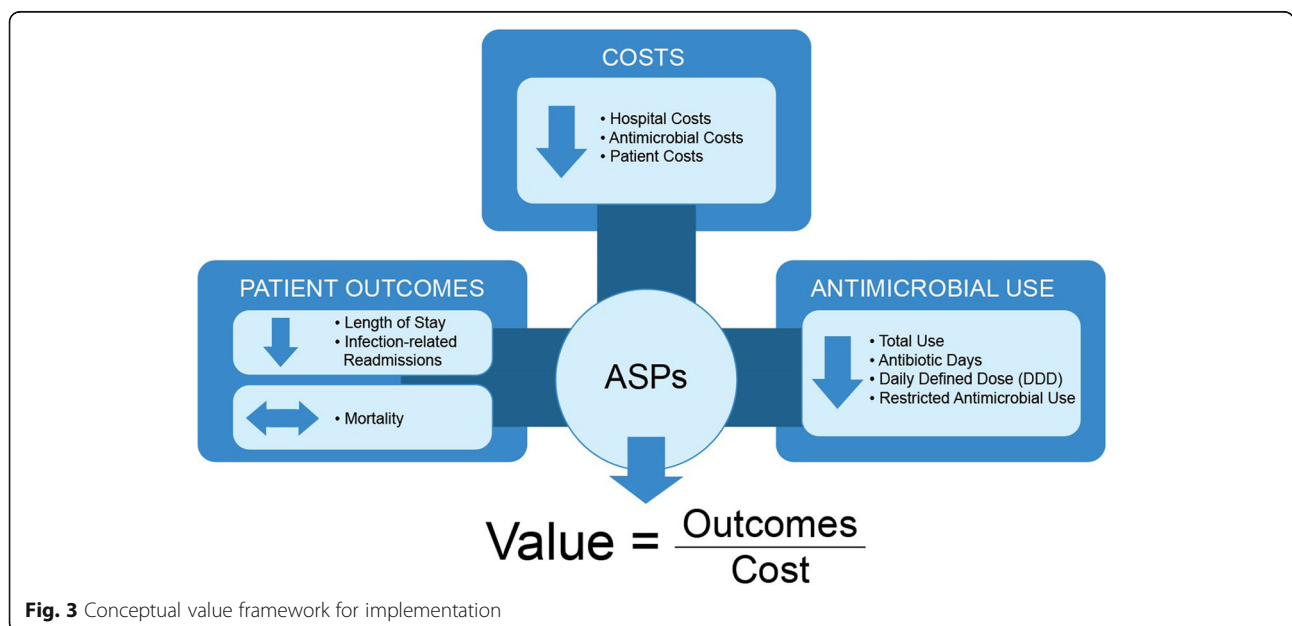 COSTS
• Hospital Costs
• Antimicrobial Costs
• Patient Costs
PATIENT OUTCOMES
• Length of Stay
• Infection-related
Readmissions
• Mortality
ASPs
ANTIMICROBIAL USE
• Total Use
• Antibiotic Days
• Daily Defined Dose (DDD)
• Restricted Antimicrobial Use
Value = Outcomes
Cost
Fig. 3 Conceptual value framework for implementation